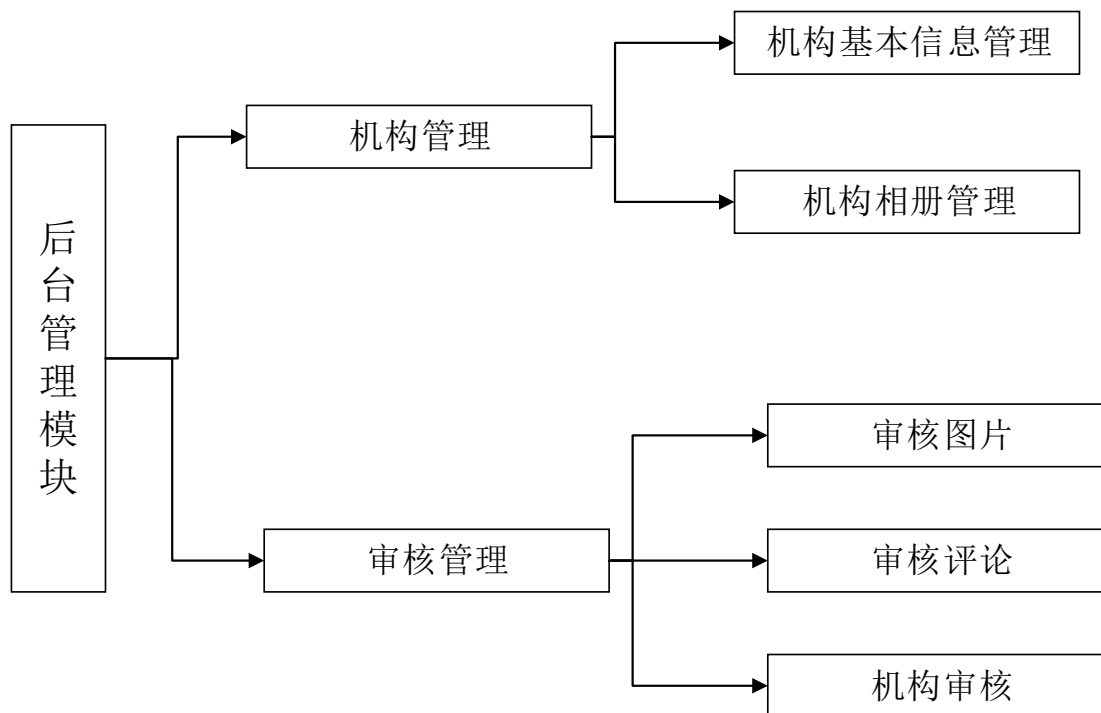 后台管理模块
机构管理
机构基本信息管理
机构相册管理
审核管理
审核图片
审核评论
机构审核